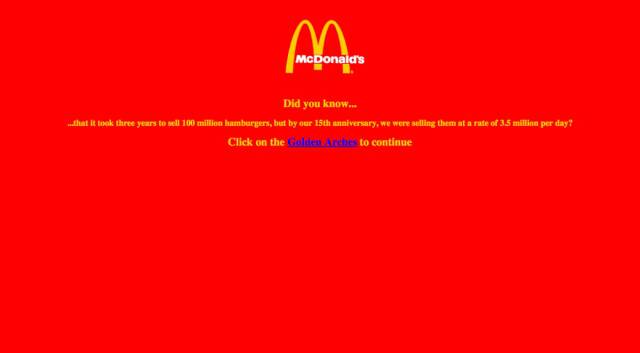 McDonald's
Did you know...
...that it took three years to sell 100 million hamburgers, but by our 15th anniversary, we were selling them at a rate of 3.5 million per day?
Click on the Golden Arches to continue